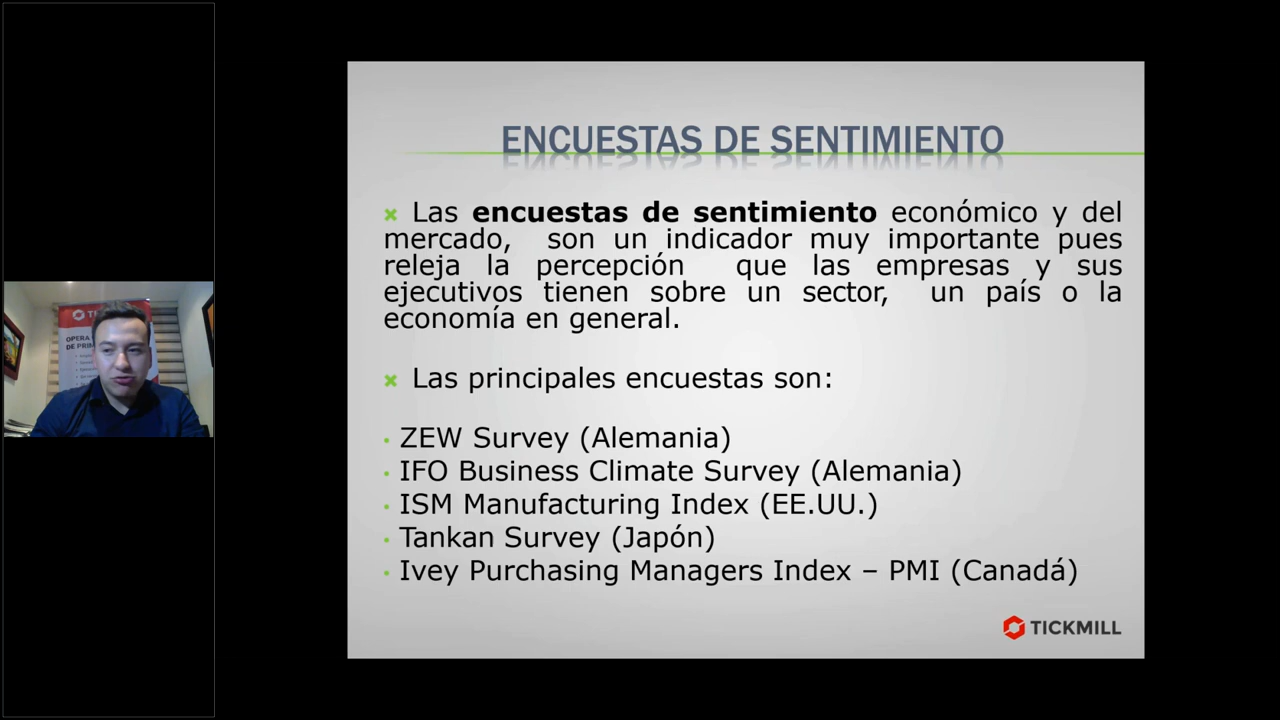 ENCUESTAS DE SENTIMIENTO
Las encuestas de sentimiento económico y del
mercado, son un indicador muy importante pues
releja la percepción que las empresas y sus
ejecutivos tienen sobre un sector, un país o la
economía en general.
Las principales encuestas son:
ZEW Survey (Alemania)
IFO Business Climate Survey (Alemania)
ISM Manufacturing Index (EE.UU.)
Tankan Survey (Japón)
Ivey Purchasing Managers Index – PMI (Canadá)
TICKMILL
OPERA
DE PRI